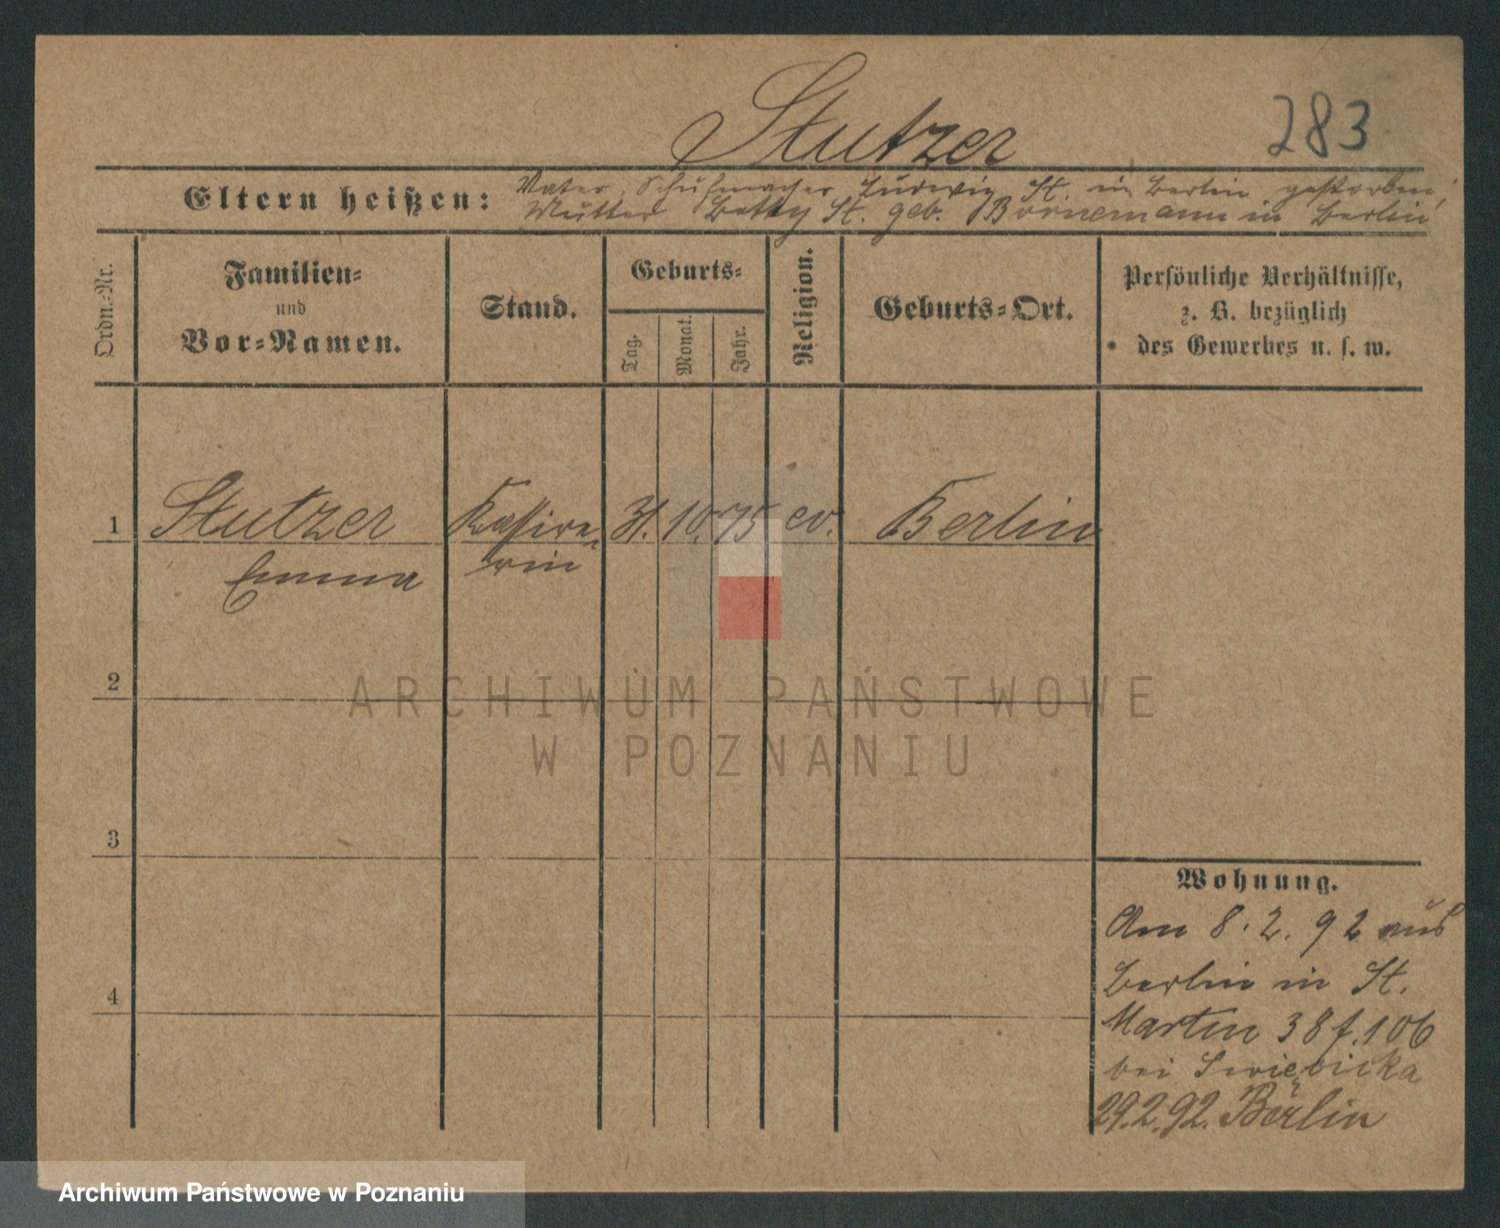 Stutzer
283
Eltern heißen: Vater, Schuhmacher Ludwig St. in Berlin gestorben,
Mutter Betty St. geb. Bornemann in Berlin
Ordn.-Nr.
Familien-
und
Vor-Namen.
Stand.
Geburts-
Tag.
Monat.
Jahr.
Religion.
Geburts-Ort.
Persönliche Verhältnisse,
z. B. bezüglich
des Gewerbes u. s. w.
1 Stutzer Kassire- 31. 10. 75 ev. Berlin
Emma rin
2
ARCHIWUM PAŃSTWOWE
W POZNANIU
3
4
Wohnung.
Am 8. 2. 92 aus
Berlin in St.
Martin 38 f. 106
bei
29.2.92. Berlin
Archiwum Państwowe w Poznaniu